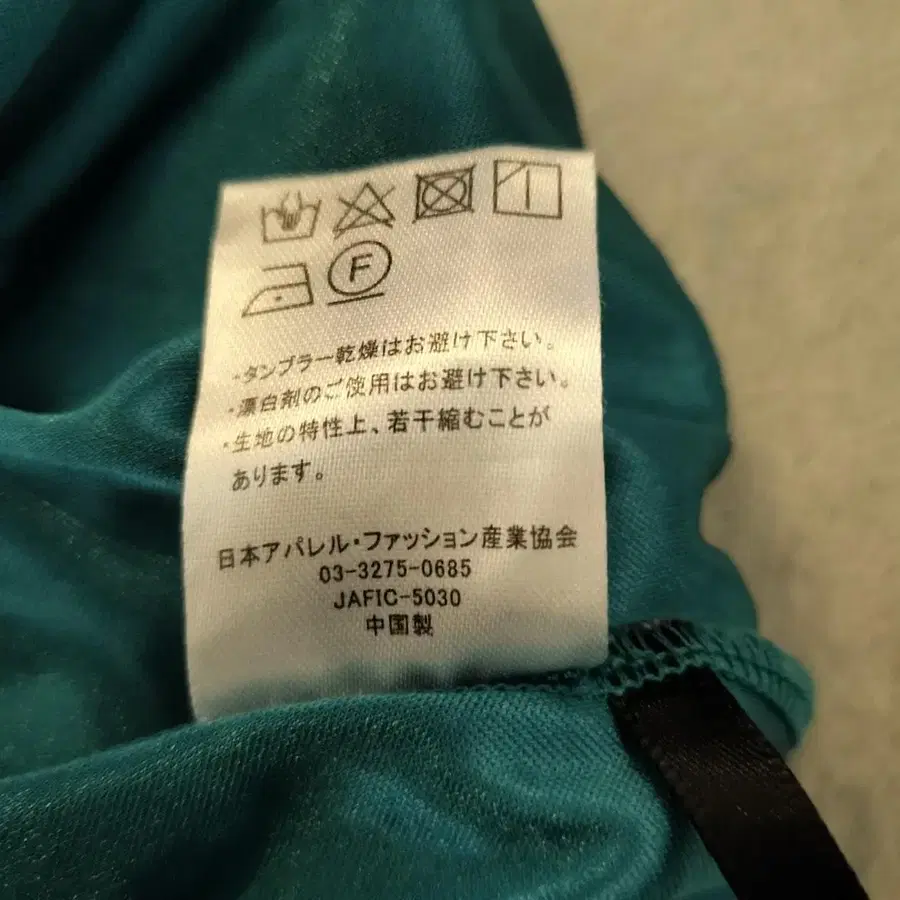 F
・タンブラー乾燥はお避け下さい。
・漂白剤のご使用はお避け下さい。
・生地の特性上、若干縮むことが
あります。
日本アパレル・ファッション産業協会
03-3275-0685
JAFIC-5030
中国製